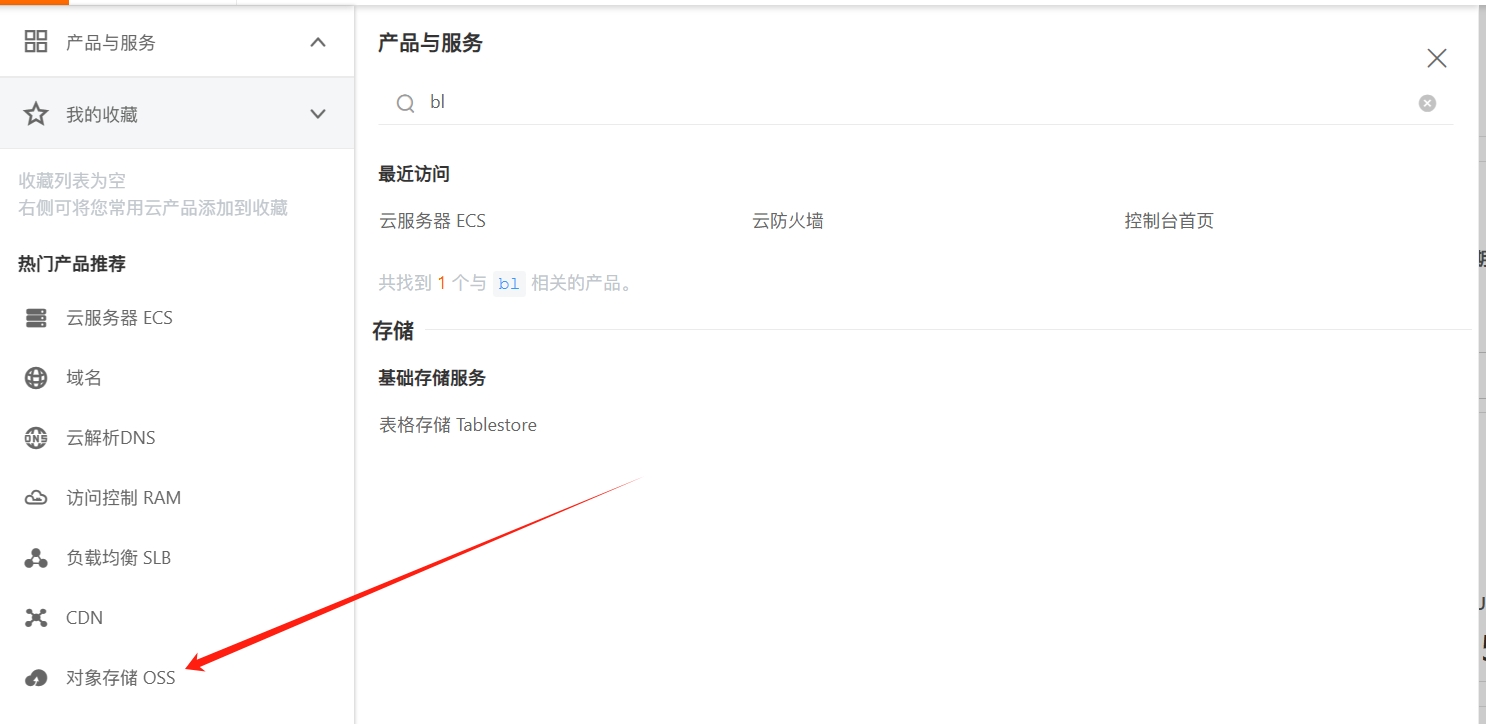 产品与服务
我的收藏
收藏列表为空
右侧可将您常用云产品添加到收藏
热门产品推荐
云服务器 ECS
域名
DNS
云解析DNS
访问控制 RAM
负载均衡 SLB
CDN
对象存储 OSS
产品与服务
bl
最近访问
云服务器 ECS
云防火墙
控制台首页
共找到 1 个与 bl 相关的产品。
存储
基础存储服务
表格存储 Tablestore